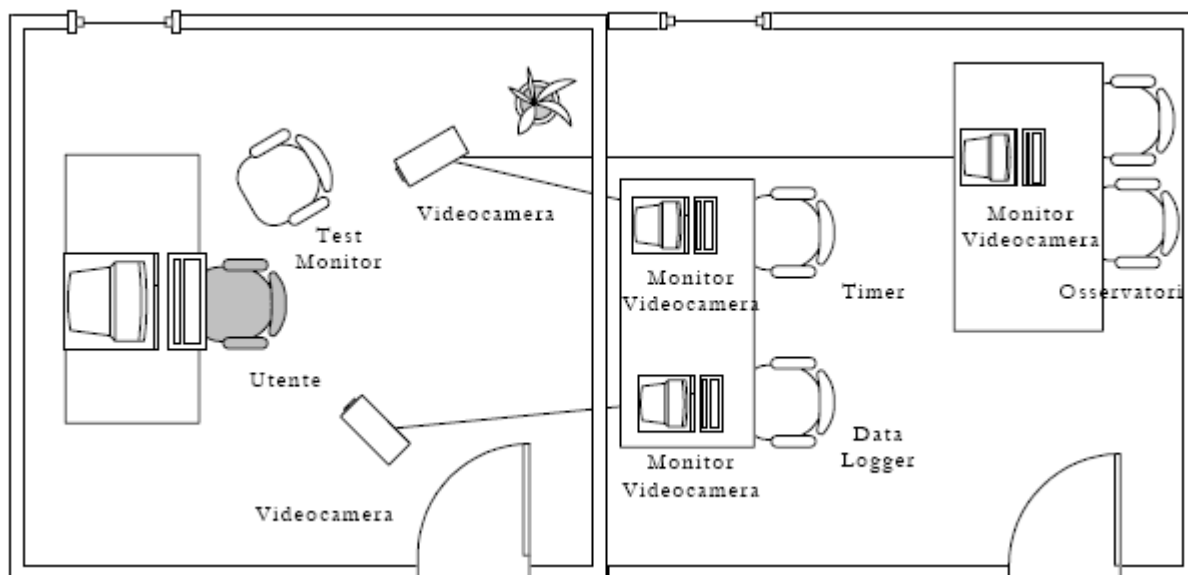 Test
Monitor
Utente
Videocamera
Videocamera
Monitor
Videocamera
Timer
Monitor
Videocamera
Data
Logger
Monitor
Videocamera
Osservatori